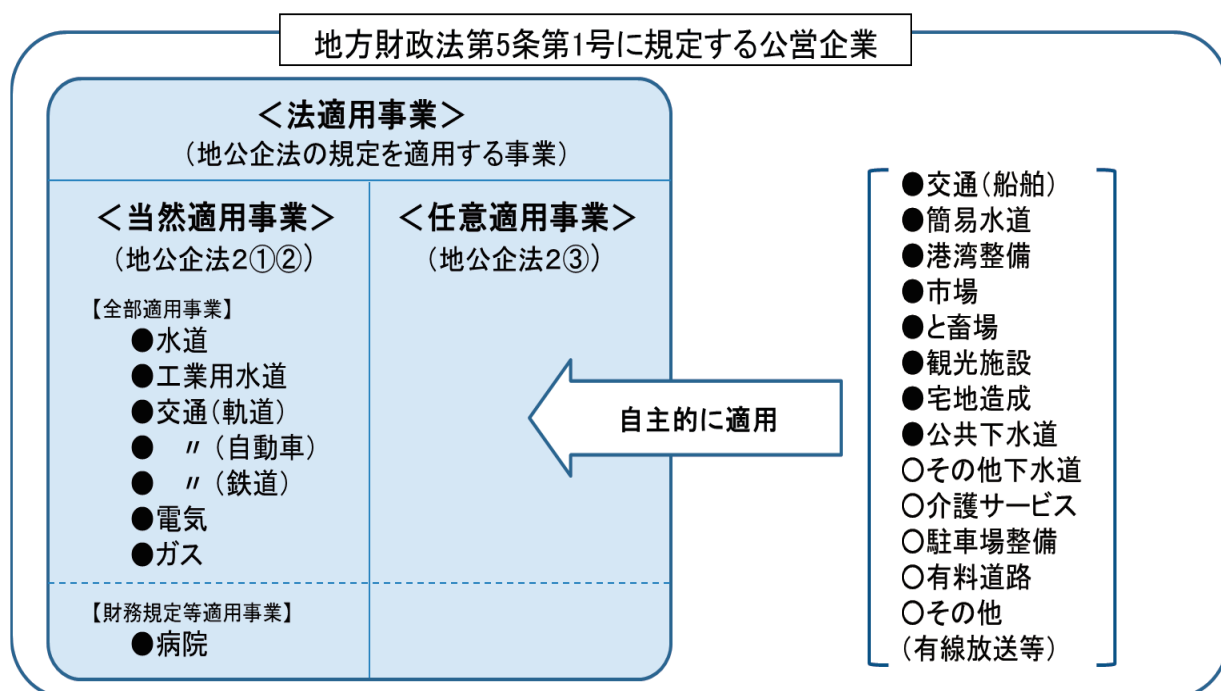 地方財政法第5条第1号に規定する公営企業
＜法適用事業＞
（地公企法の規定を適用する事業）
＜当然適用事業＞
（地公企法2①②）
【全部適用事業】
●水道
●工業用水道
●交通（軌道）
●　〃（自動車）
●　〃（鉄道）
●電気
●ガス
【財務規定等適用事業】
●病院
＜任意適用事業＞
（地公企法2③）
自主的に適用
●交通（船舶）
●簡易水道
●港湾整備
●市場
●と畜場
●観光施設
●宅地造成
●公共下水道
○その他下水道
○介護サービス
○駐車場整備
○有料道路
○その他
（有線放送等）